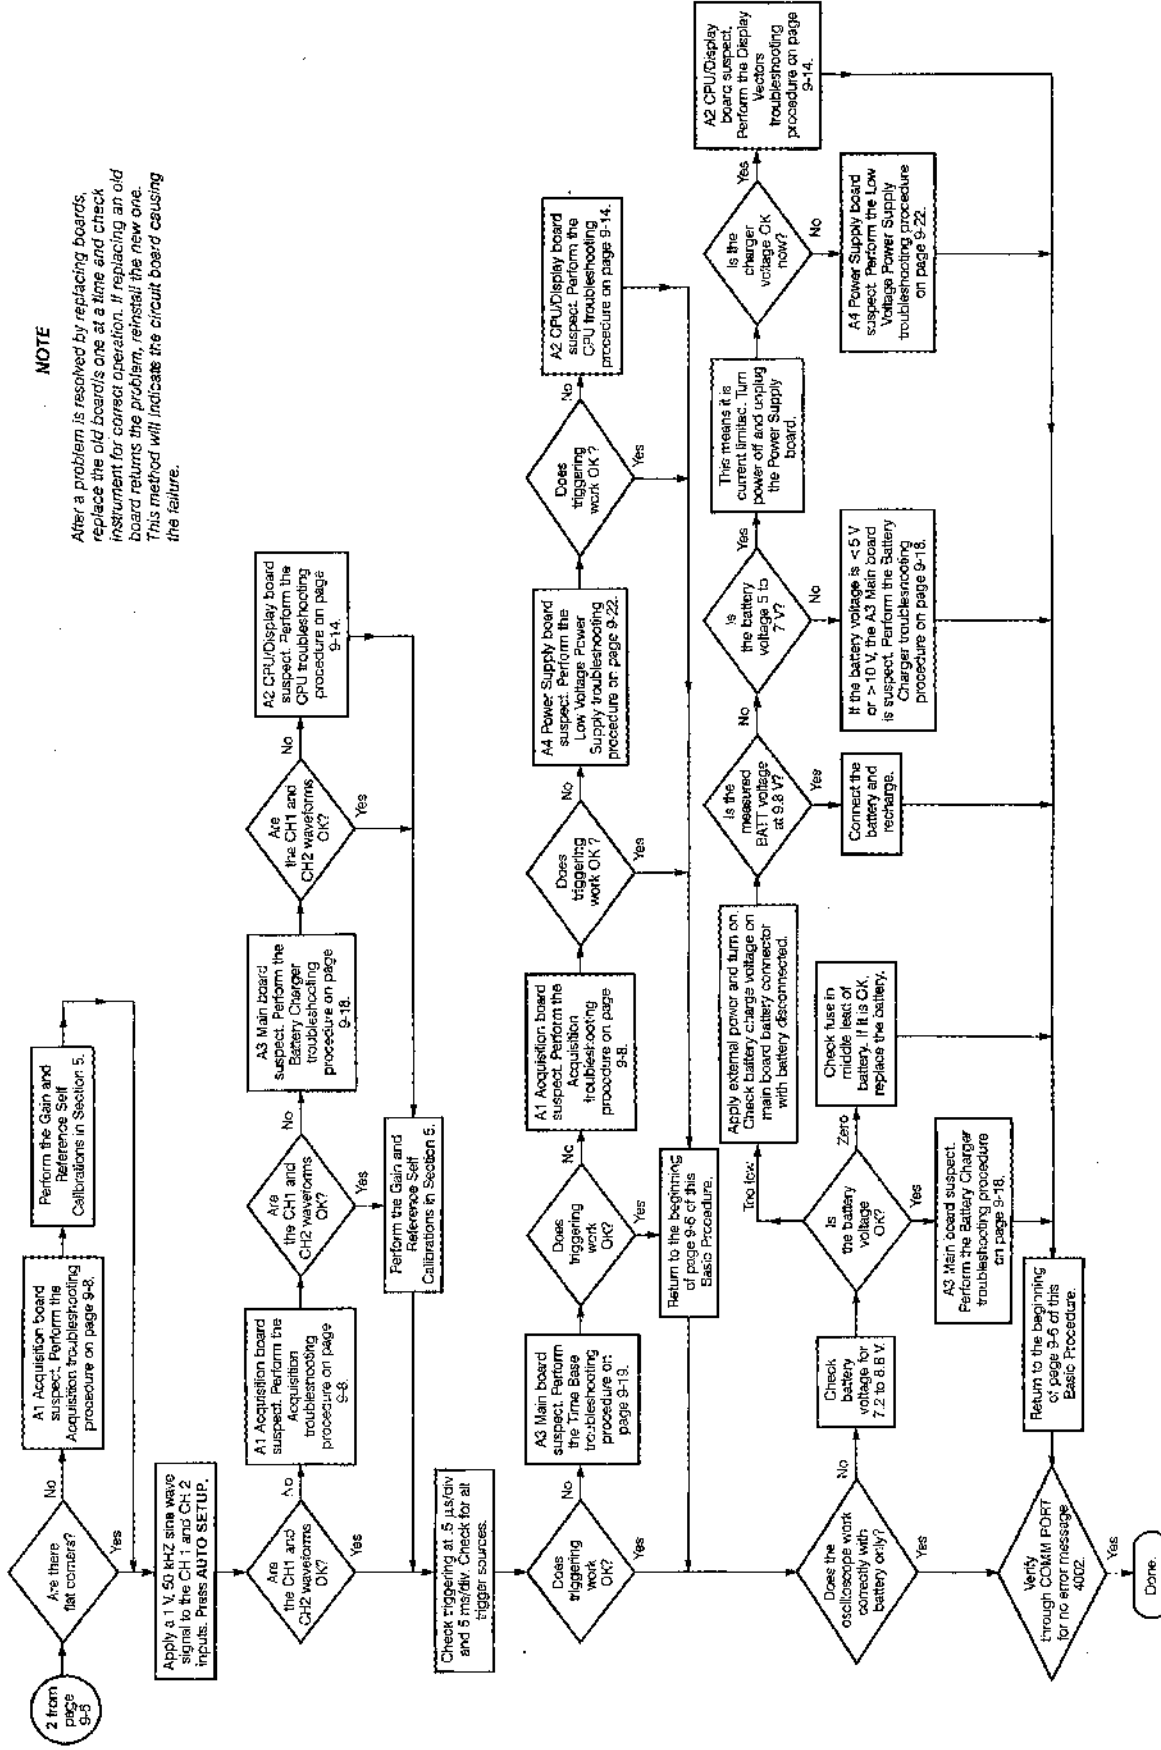 NOTE
After a problem is resolved by replacing boards,
replace the old boards one at a time and check
instrument for correct operation. If replacing an old
board returns the problem, reinstall the new one.
This method will indicate the circuit board causing
the failure.
2 from
page
9-6
Are there
flat
No
Yes
A1 Acquisition board
suspect. Perform the
Acquisition troubleshooting
procedure on page 9-8.
Perform the Gain and
Reference Self
Calibrations in Section 5.
Apply a 1 V, 50 kHZ sine wave
signal to the CH 1 and CH 2
inputs. Press AUTO SETUP.
Are
the CH1 and
CH2 waveforms
OK?
No
Yes
A1 Acquisition board
suspect. Perform the
Acquisition
troubleshooting
procedure on page
9-8.
Are
the CH1 and
CH2 waveforms
OK?
No
Yes
A3 Main board
suspect. Perform the
Battery Charger
troubleshooting
procedure on page
9-18.
Are
the CH1 and
CH2 waveforms
OK?
No
Yes
A2 CPU/Display board
suspect. Perform the
CPU troubleshooting
procedure on page
9-14.
Perform the Gain and
Reference Self
Calibrations in Section 5.
Check triggering at .5 µs/div
and 5 ms/div. Check for all
trigger sources.
Does
triggering
work
OK?
No
Yes
A3 Main board
suspect. Perform
the Time Base
troubleshooting
procedure on
page 9-19.
Does
triggering
work
OK?
No
Yes
A1 Acquisition board
suspect. Perform the
Acquisition
troubleshooting
procedure on page
9-8.
Does
triggering
work OK?
No
Yes
A4 Power Supply board
suspect. Perform the
Low Voltage Power
Supply troubleshooting
procedure on page 9-22.
Does
triggering
work OK?
No
Yes
A2 CPU/Display board
suspect. Perform the
CPU troubleshooting
procedure on page 9-14.
Return to the beginning
of page 9-6 of this
Basic Procedure.
Does the
oscilloscope work
correctly with
battery only?
No
Yes
Check
battery
voltage for
7.2 to 8.8 V.
Is
the battery
voltage
OK?
Too low
Zero
Yes
Check fuse in
middle lead of
battery. If it is OK,
replace the battery.
A3 Main board suspect.
Perform the Battery Charger
troubleshooting procedure
on page 9-18.
Apply external power and turn on.
Check battery charge voltage on
main board battery connector
with battery disconnected.
Is the
measured
BATT voltage
at 9.8 V?
No
Yes
Connect the
battery and
recharge.
Is
the battery
voltage 5 to
7 V?
Yes
No
If the battery voltage is <5 V
or >10 V, the A3 Main board
is suspect. Perform the Battery
Charger troubleshooting
procedure on page 9-18.
This means it is
current limited. Turn
power off and unplug
the Power Supply
board.
Is the
charger
voltage OK
now?
Yes
No
A2 CPU/Display
board suspect.
Perform the Display
Vectors
troubleshooting
procedure on page
9-14.
A4 Power Supply board
suspect. Perform the Low
Voltage Power Supply
troubleshooting procedure
on page 9-22.
Return to the beginning
of page 9-6 of this
Basic Procedure.
Verify
through COMM PORT
for no error message
4002.
Yes
Done.